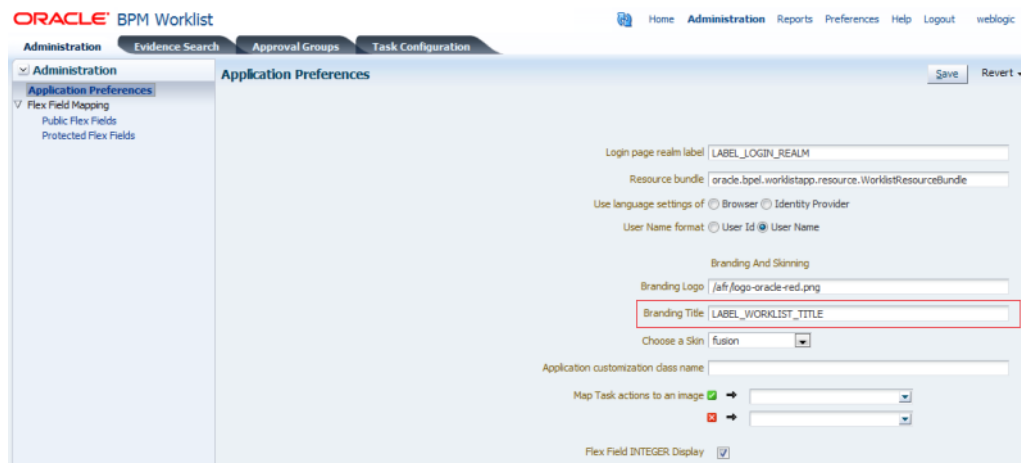 ORACLE BPM Worklist
Home Administration Reports Preferences Help Logout weblogic
Administration Evidence Search Approval Groups Task Configuration
Administration
Application Preferences
Flex Field Mapping
Public Flex Fields
Protected Flex Fields
Application Preferences
Save Revert
Login page realm label LABEL_LOGIN_REALM
Resource bundle oracle.bpel.worklistapp.resource.WorklistResourceBundle
Use language settings of Browser Identity Provider
User Name format User Id User Name
Branding And Skinning
Branding Logo /afr/logo-oracle-red.png
Branding Title LABEL_WORKLIST_TITLE
Choose a Skin fusion
Application customization class name
Map Task actions to an image
Flex Field INTEGER Display